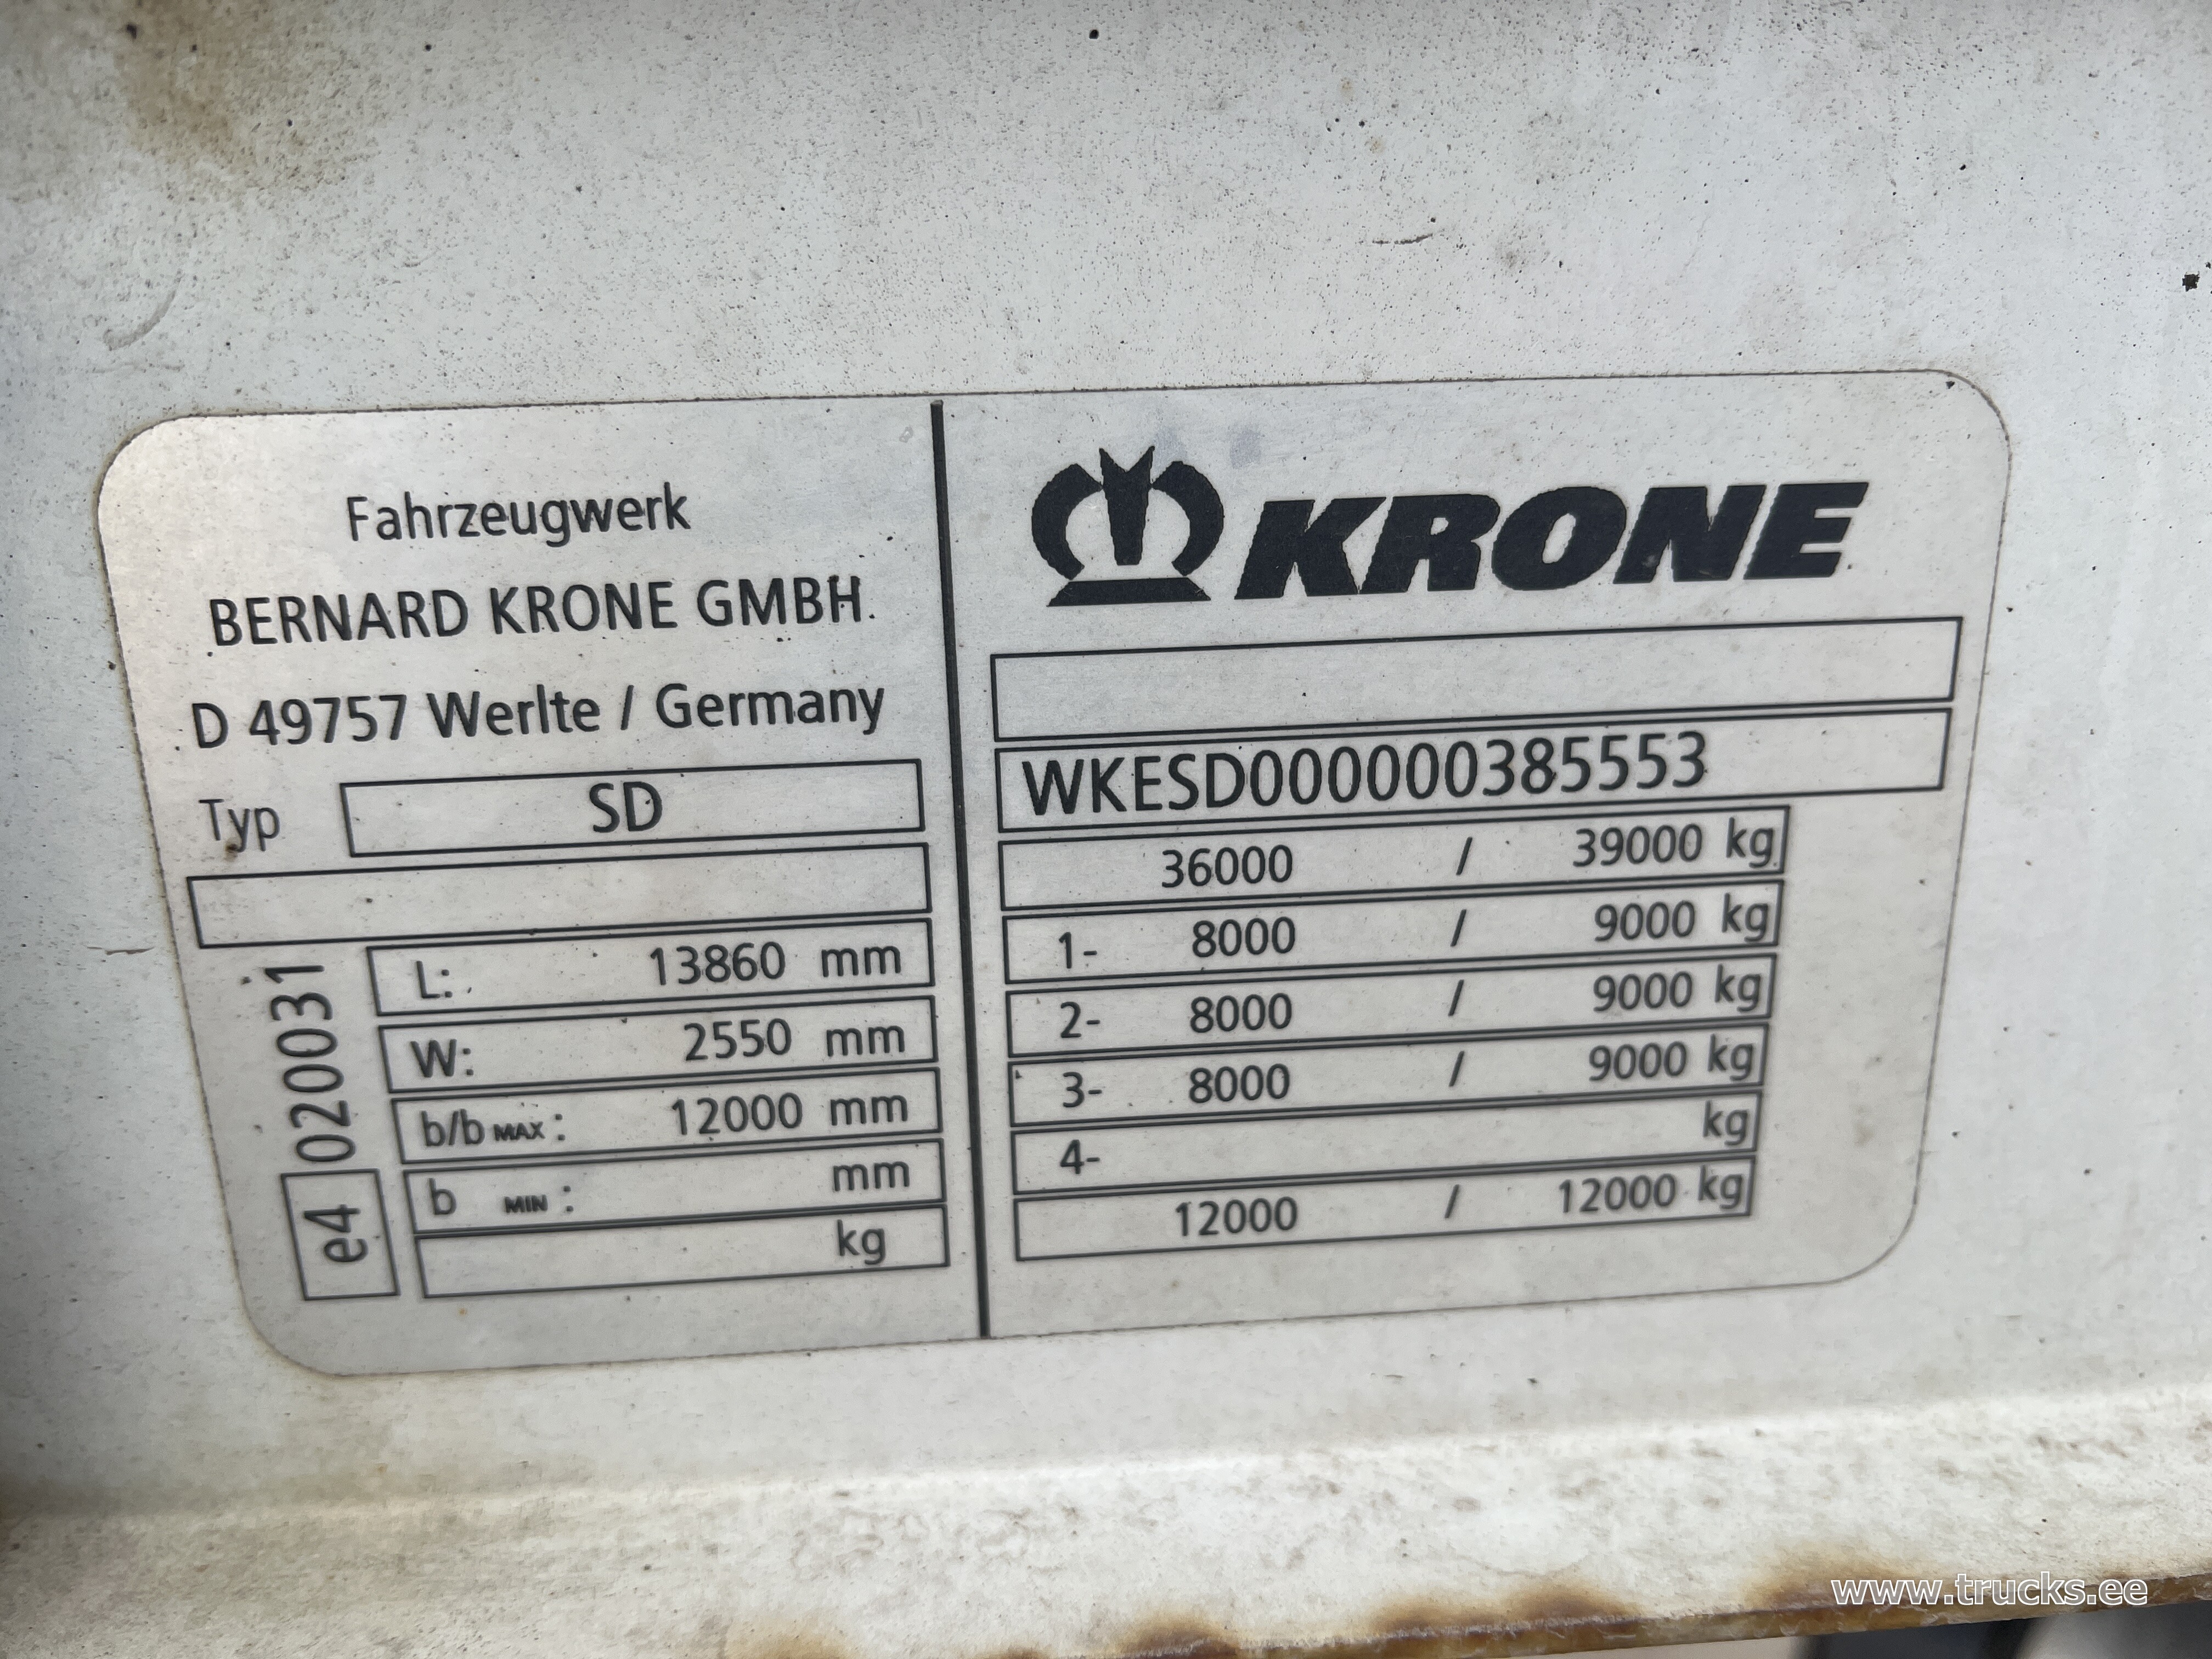 Fahrzeugwerk
BERNARD KRONE GMBH
D 49757 Werlte / Germany
Typ SD
L: 13860 mm
W: 2550 mm
b/b MAX : 12000 mm
b MIN : mm
kg
e4 020031
KRONE
WKESD000000385553
36000 / 39000 kg
1- 8000 / 9000 kg
2- 8000 / 9000 kg
3- 8000 / 9000 kg
4- kg
12000 / 12000 kg
www.trucks.ee